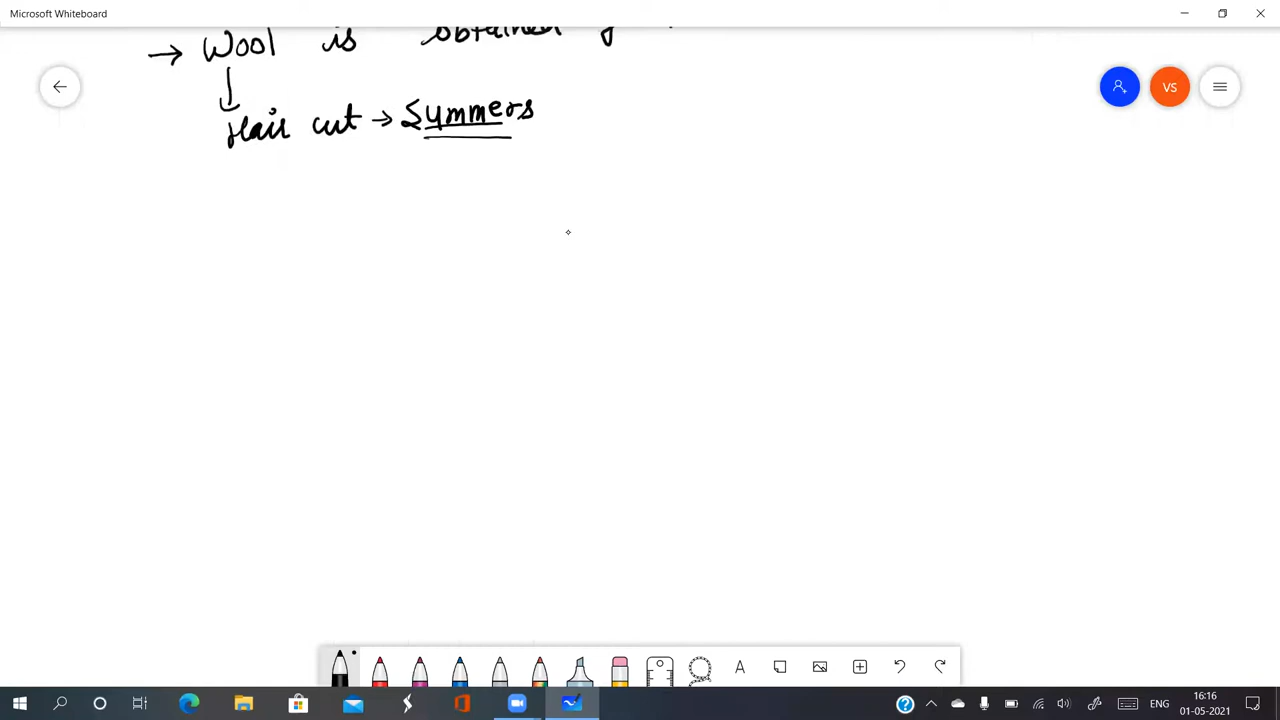 Microsoft Whiteboard
→ Wool is obtained
VS
Hair cut → Summers
A
ENG
16:16
01-05-2021